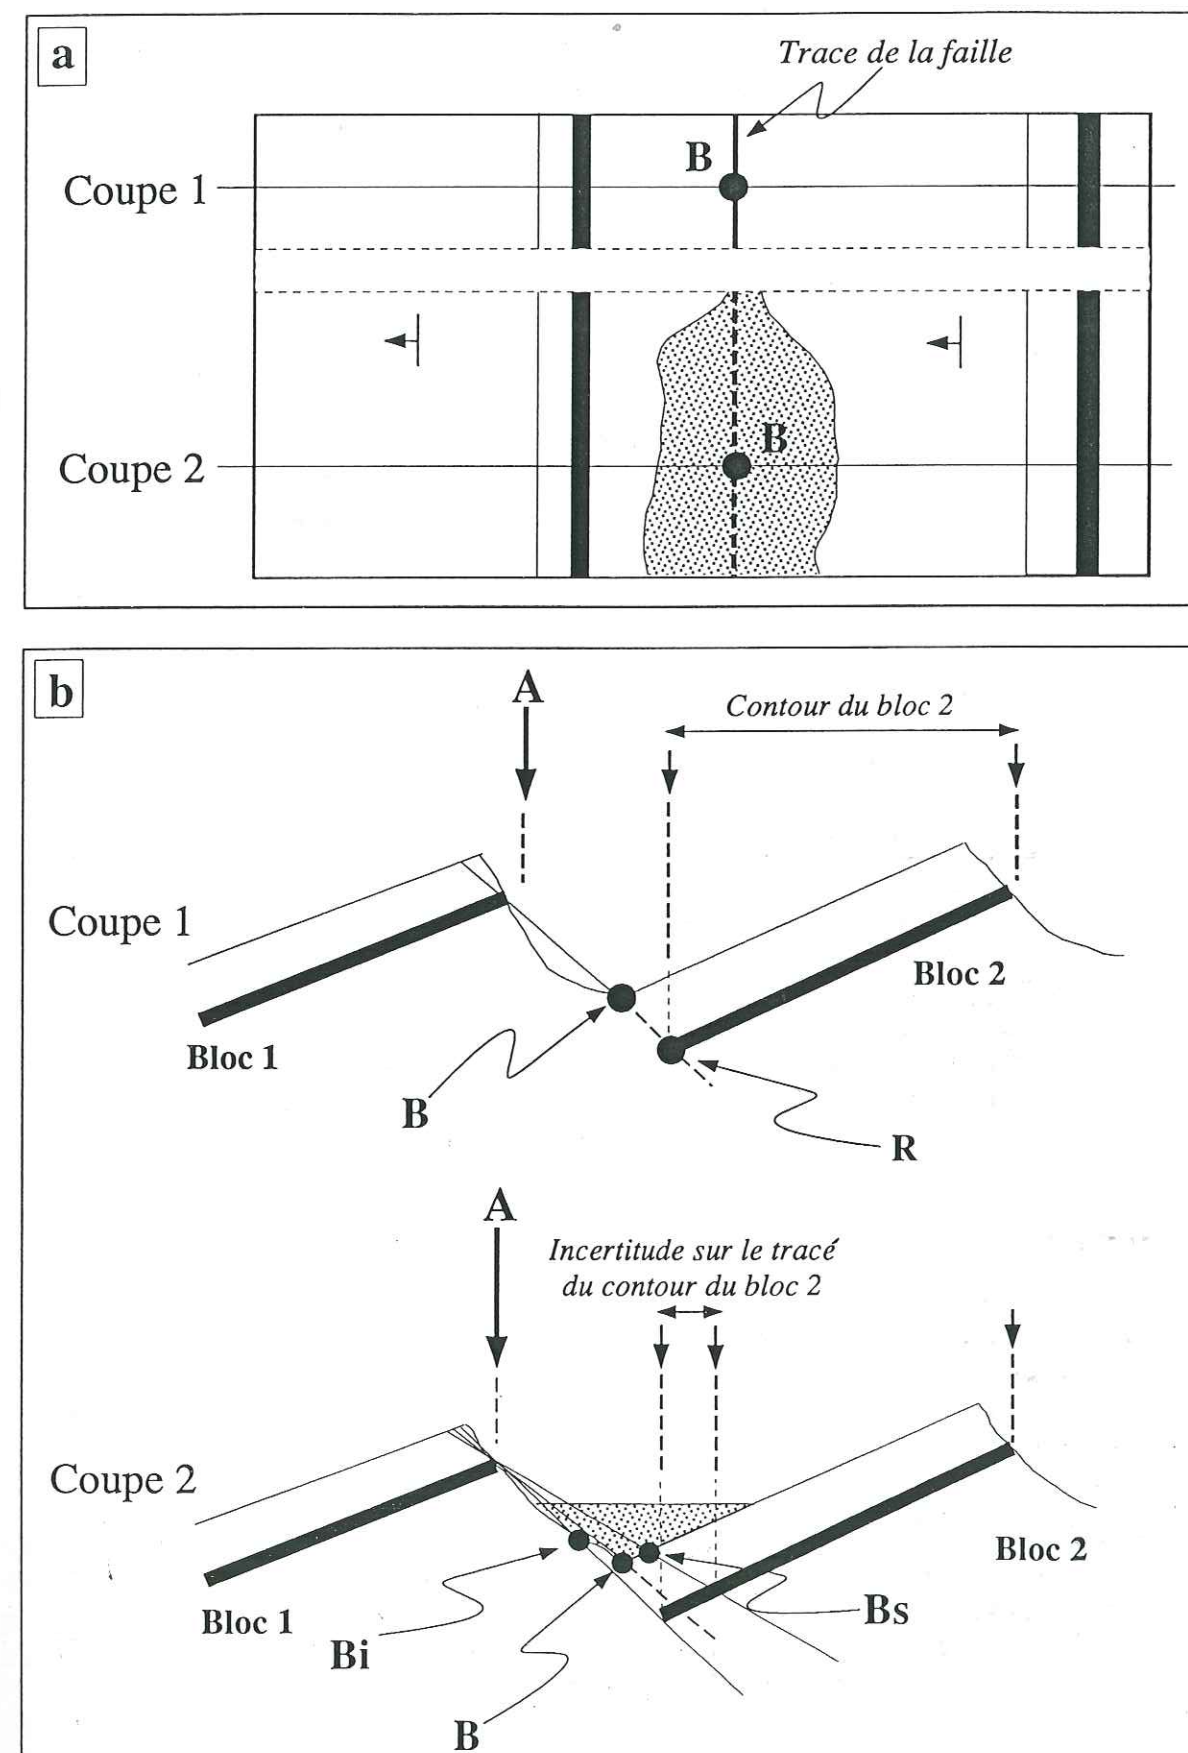 a
Trace de la faille
B
Coupe 1
B
Coupe 2
b
A
Contour du bloc 2
Coupe 1
Bloc 2
Bloc 1
B
R
A
Incertitude sur le tracé
du contour du bloc 2
Coupe 2
Bloc 2
Bloc 1
Bs
Bi
B